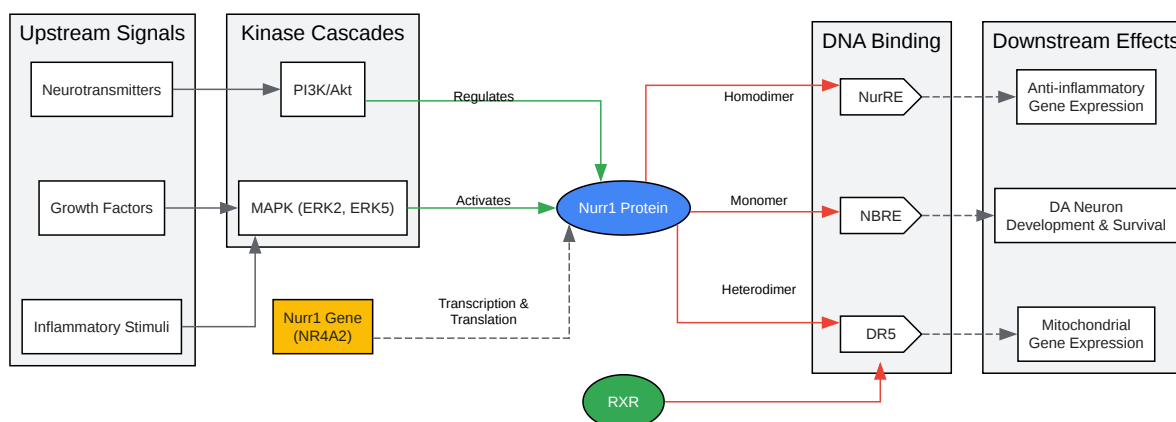 Upstream Signals
Kinase Cascades
DNA Binding
Downstream Effects
Neurotransmitters
PI3K/Akt
Regulates
Homodimer
NurRE
Anti-inflammatory
Gene Expression
Growth Factors
MAPK (ERK2, ERK5)
Activates
Nurr1 Protein
Monomer
NBRE
DA Neuron
Development & Survival
Inflammatory Stimuli
Nurr1 Gene
(NR4A2)
Transcription &
Translation
Heterodimer
DR5
Mitochondrial
Gene Expression
RXR